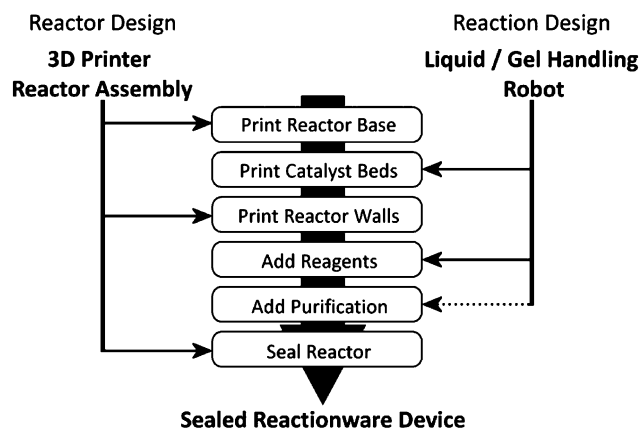 Reactor Design
3D Printer
Reactor Assembly
Reaction Design
Liquid / Gel Handling
Robot
Print Reactor Base
Print Catalyst Beds
Print Reactor Walls
Add Reagents
Add Purification
Seal Reactor
Sealed Reactionware Device